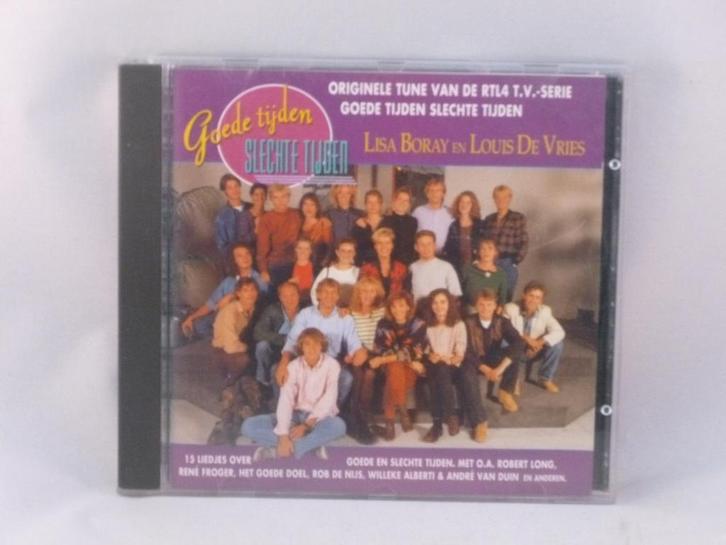 ORIGINELE TUNE VAN DE RTL4 T.V.-SERIE
GOEDE TIJDEN SLECHTE TIJDEN
Goede tijden
SLECHTE TIJDEN
LISA BORAY EN LOUIS DE VRIES
15 LIEDJES OVER GOEDE EN SLECHTE TIJDEN. MET O.A. ROBERT LONG,
RENÉ FROGER, HET GOEDE DOEL, ROB DE NIJS, WILLEKE ALBERTI & ANDRÉ VAN DUIN EN ANDEREN.